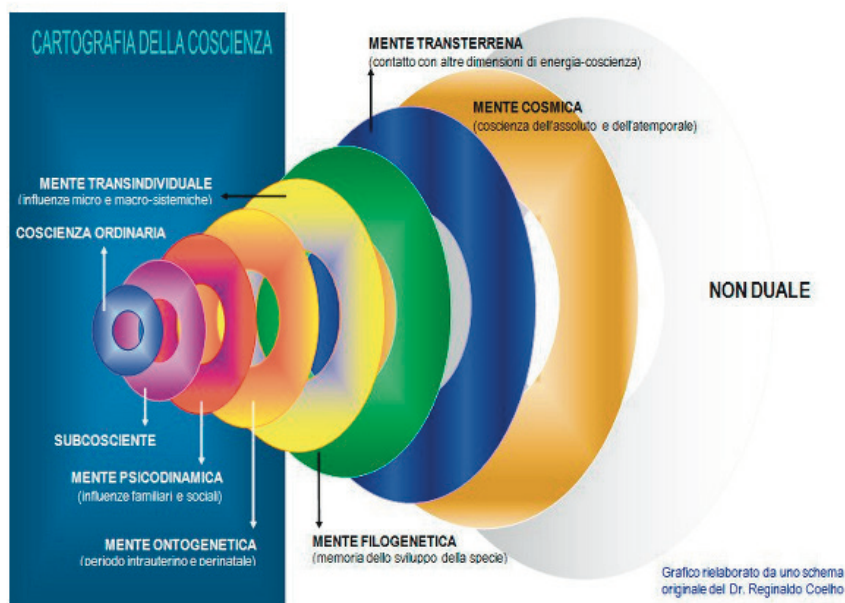 CARTOGRAFIA DELLA COSCIENZA
MENTE TRANSTERRENA
(contatto con altre dimensioni di energia-coscienza)
MENTE COSMICA
(coscienza dell'assoluto e dell'atemporale)
MENTE TRANSINDIVIDUALE
(influenze micro e macro-sistemiche)
COSCIENZA ORDINARIA
NON DUALE
SUBCOSCIENTE
MENTE PSICODINAMICA
(influenze familiari e sociali)
MENTE ONTOGENETICA
(periodo intrauterino e perinatale)
MENTE FILOGENETICA
(memoria dello sviluppo della specie)
Grafico rielaborato da uno schema
originale del Dr. Reginaldo Coelho